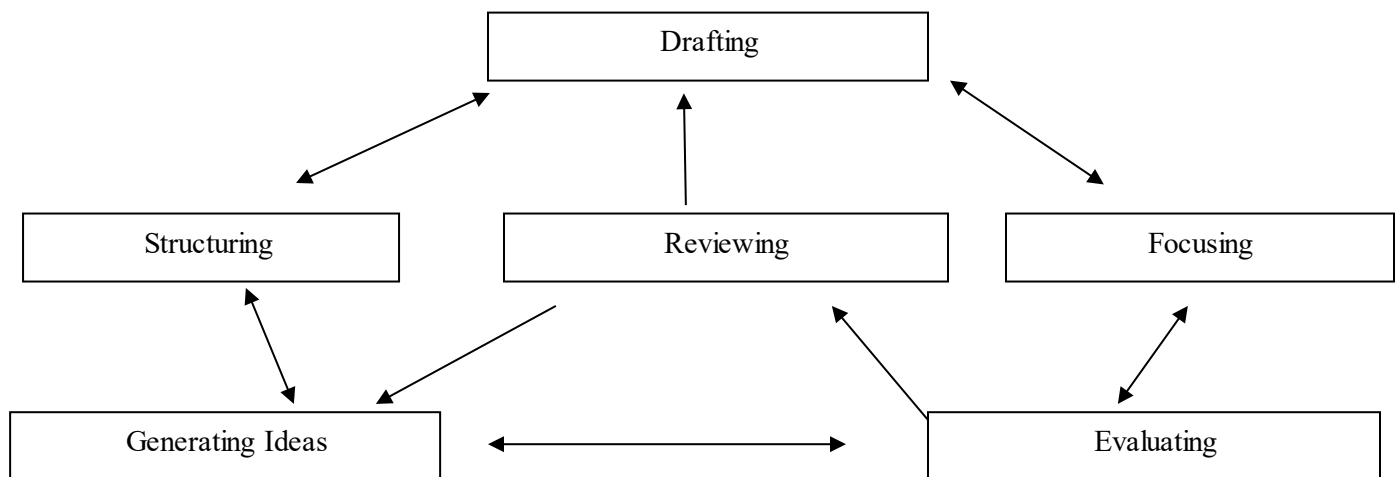 Drafting
Structuring
Reviewing
Focusing
Generating Ideas
Evaluating